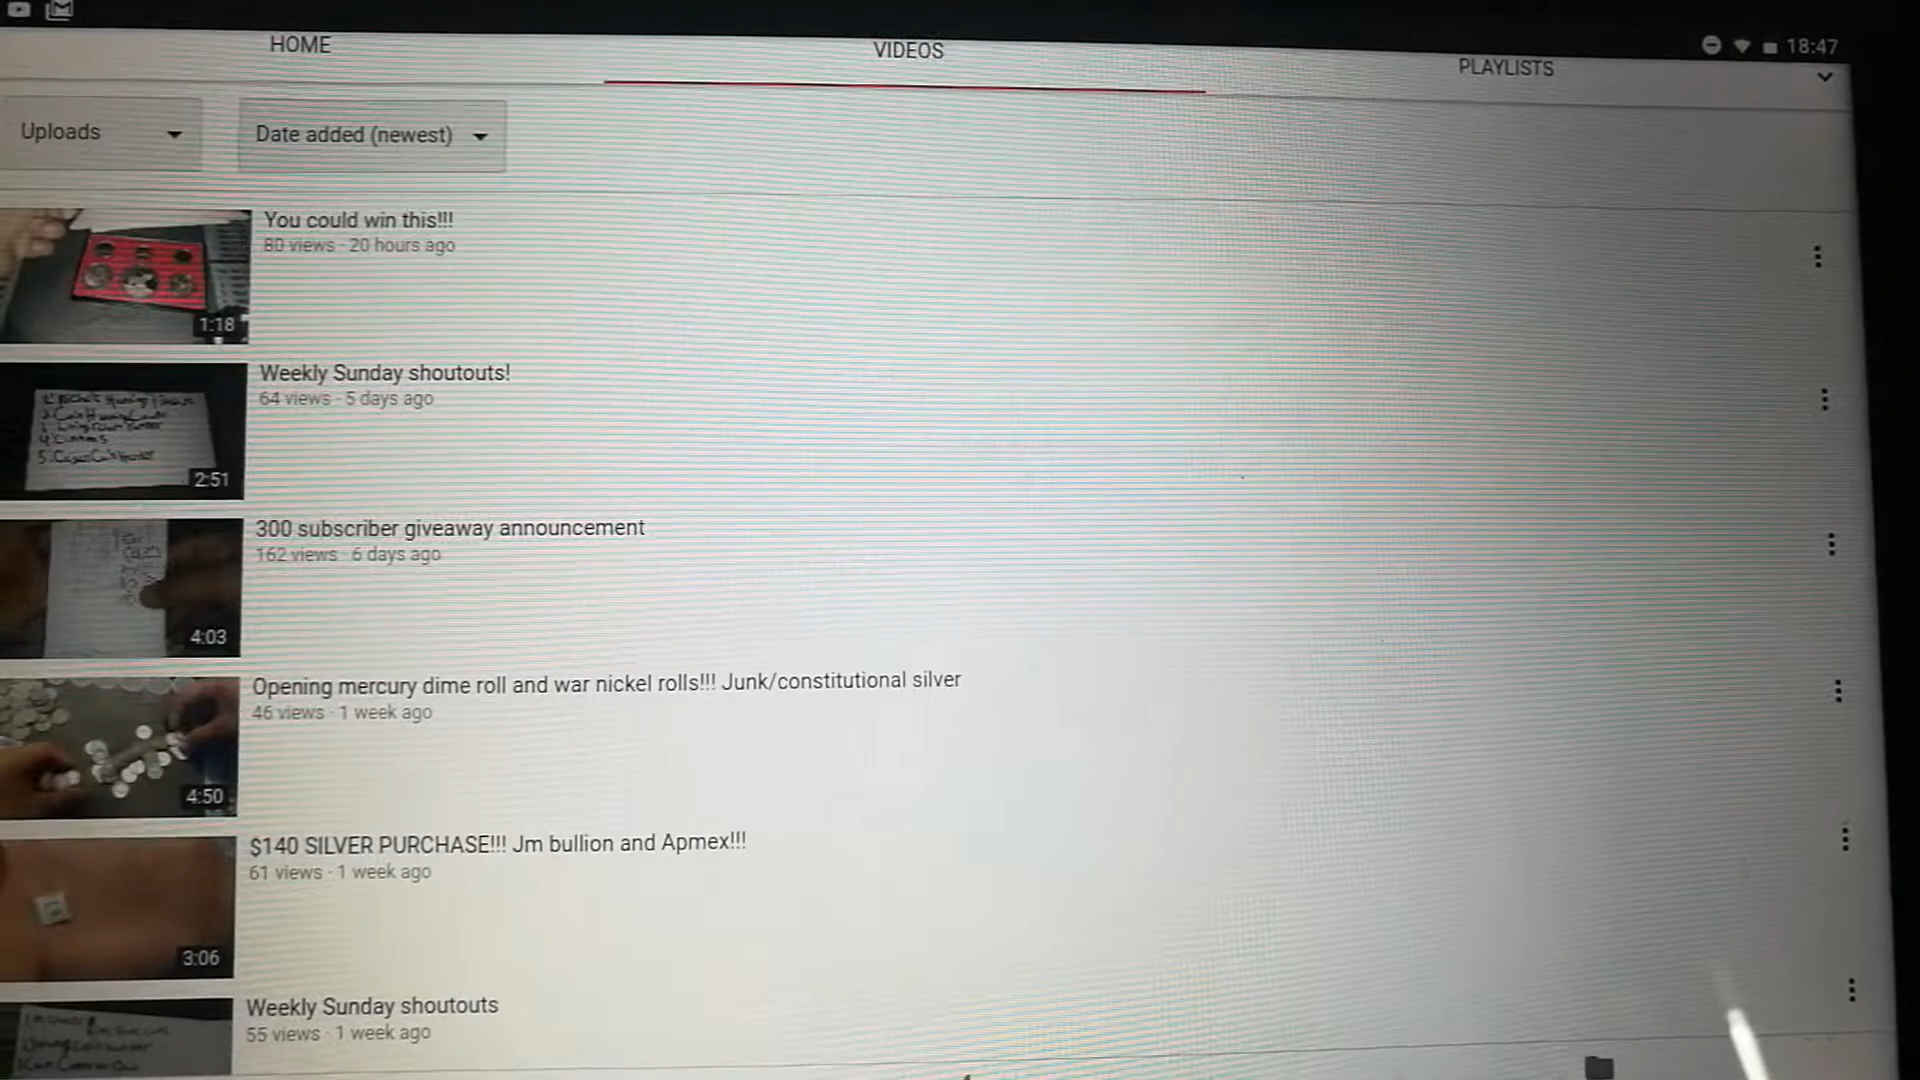 18:47
HOME VIDEOS PLAYLISTS
Uploads Date added (newest)
You could win this!!!
80 views · 20 hours ago
1:18
Weekly Sunday shoutouts!
64 views · 5 days ago
2:51
300 subscriber giveaway announcement
162 views · 6 days ago
4:03
Opening mercury dime roll and war nickel rolls!!! Junk/constitutional silver
46 views · 1 week ago
4:50
$140 SILVER PURCHASE!!! Jm bullion and Apmex!!!
61 views · 1 week ago
3:06
Weekly Sunday shoutouts
55 views · 1 week ago